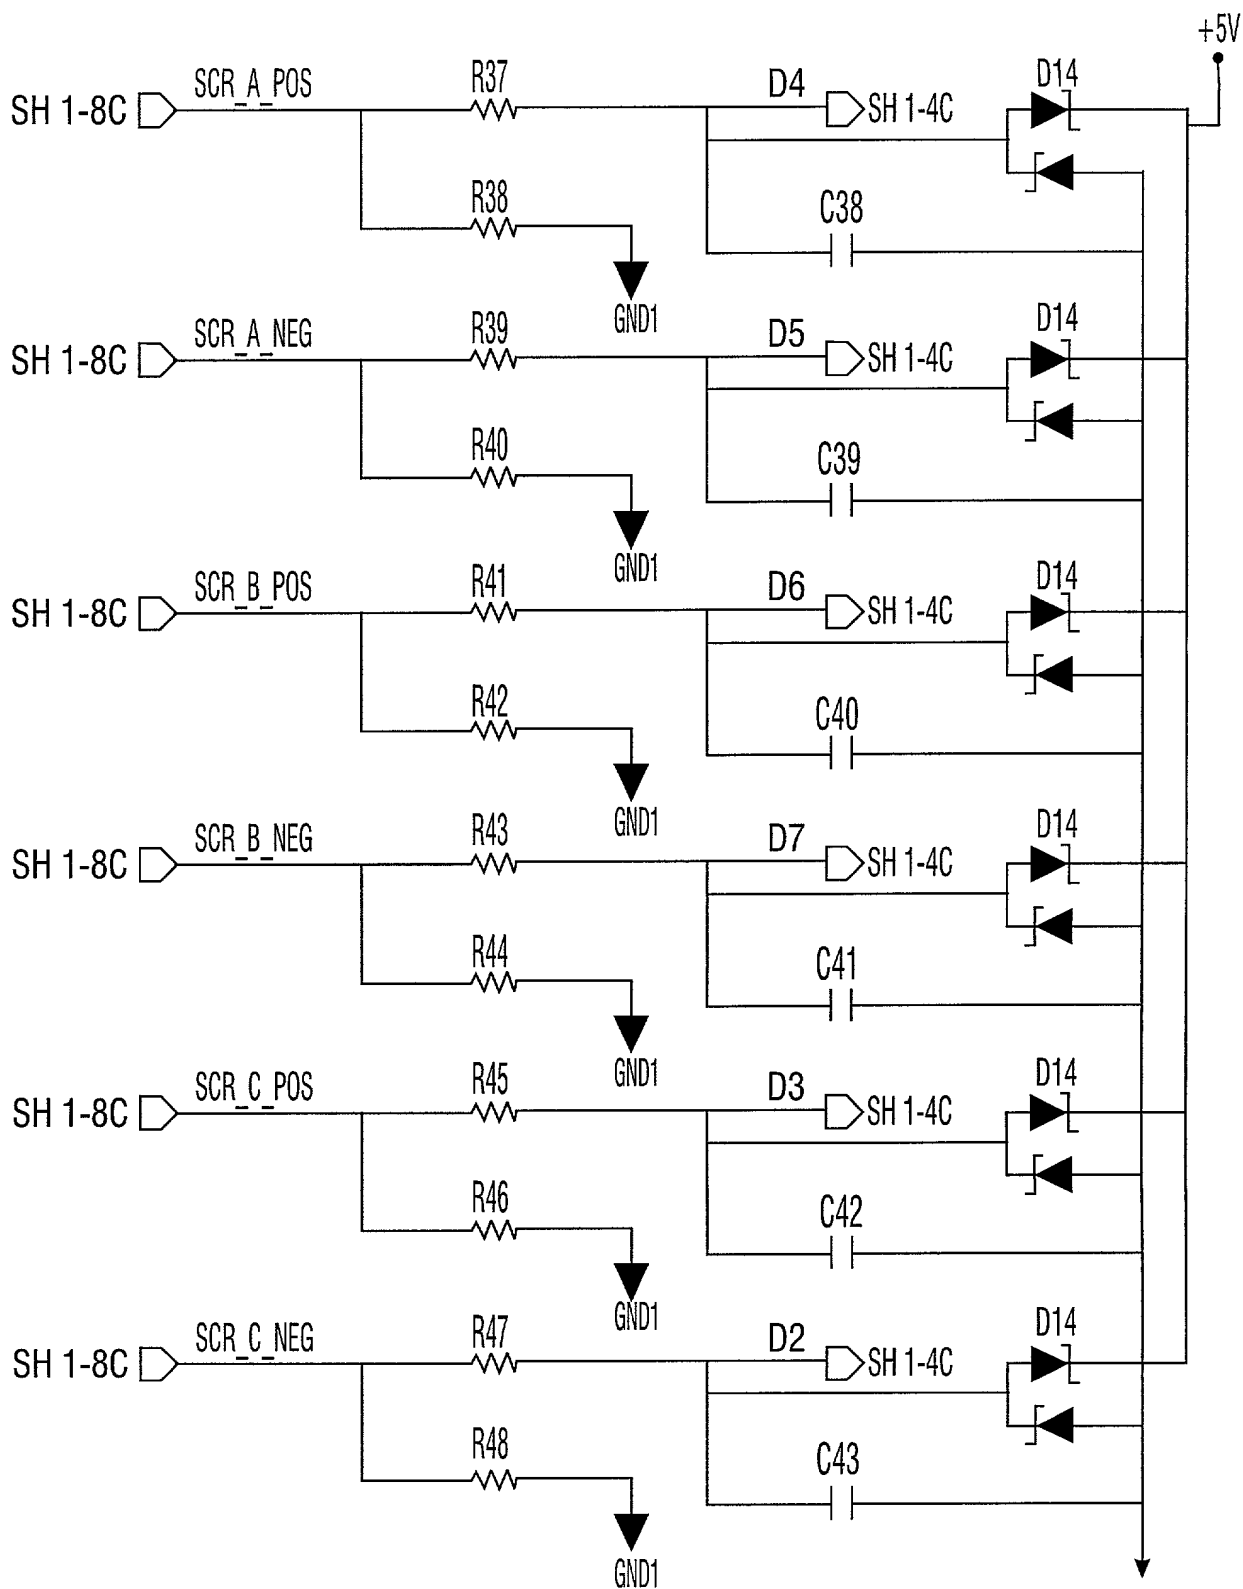 +5V
SCR_A_POS R37 D4 D14
SH 1-8C SH 1-4C
R38 C38
GND1
SCR_A_NEG R39 D5 D14
SH 1-8C SH 1-4C
R40 C39
GND1
SCR_B_POS R41 D6 D14
SH 1-8C SH 1-4C
R42 C40
GND1
SCR_B_NEG R43 D7 D14
SH 1-8C SH 1-4C
R44 C41
GND1
SCR_C_POS R45 D3 D14
SH 1-8C SH 1-4C
R46 C42
GND1
SCR_C_NEG R47 D2 D14
SH 1-8C SH 1-4C
R48 C43
GND1